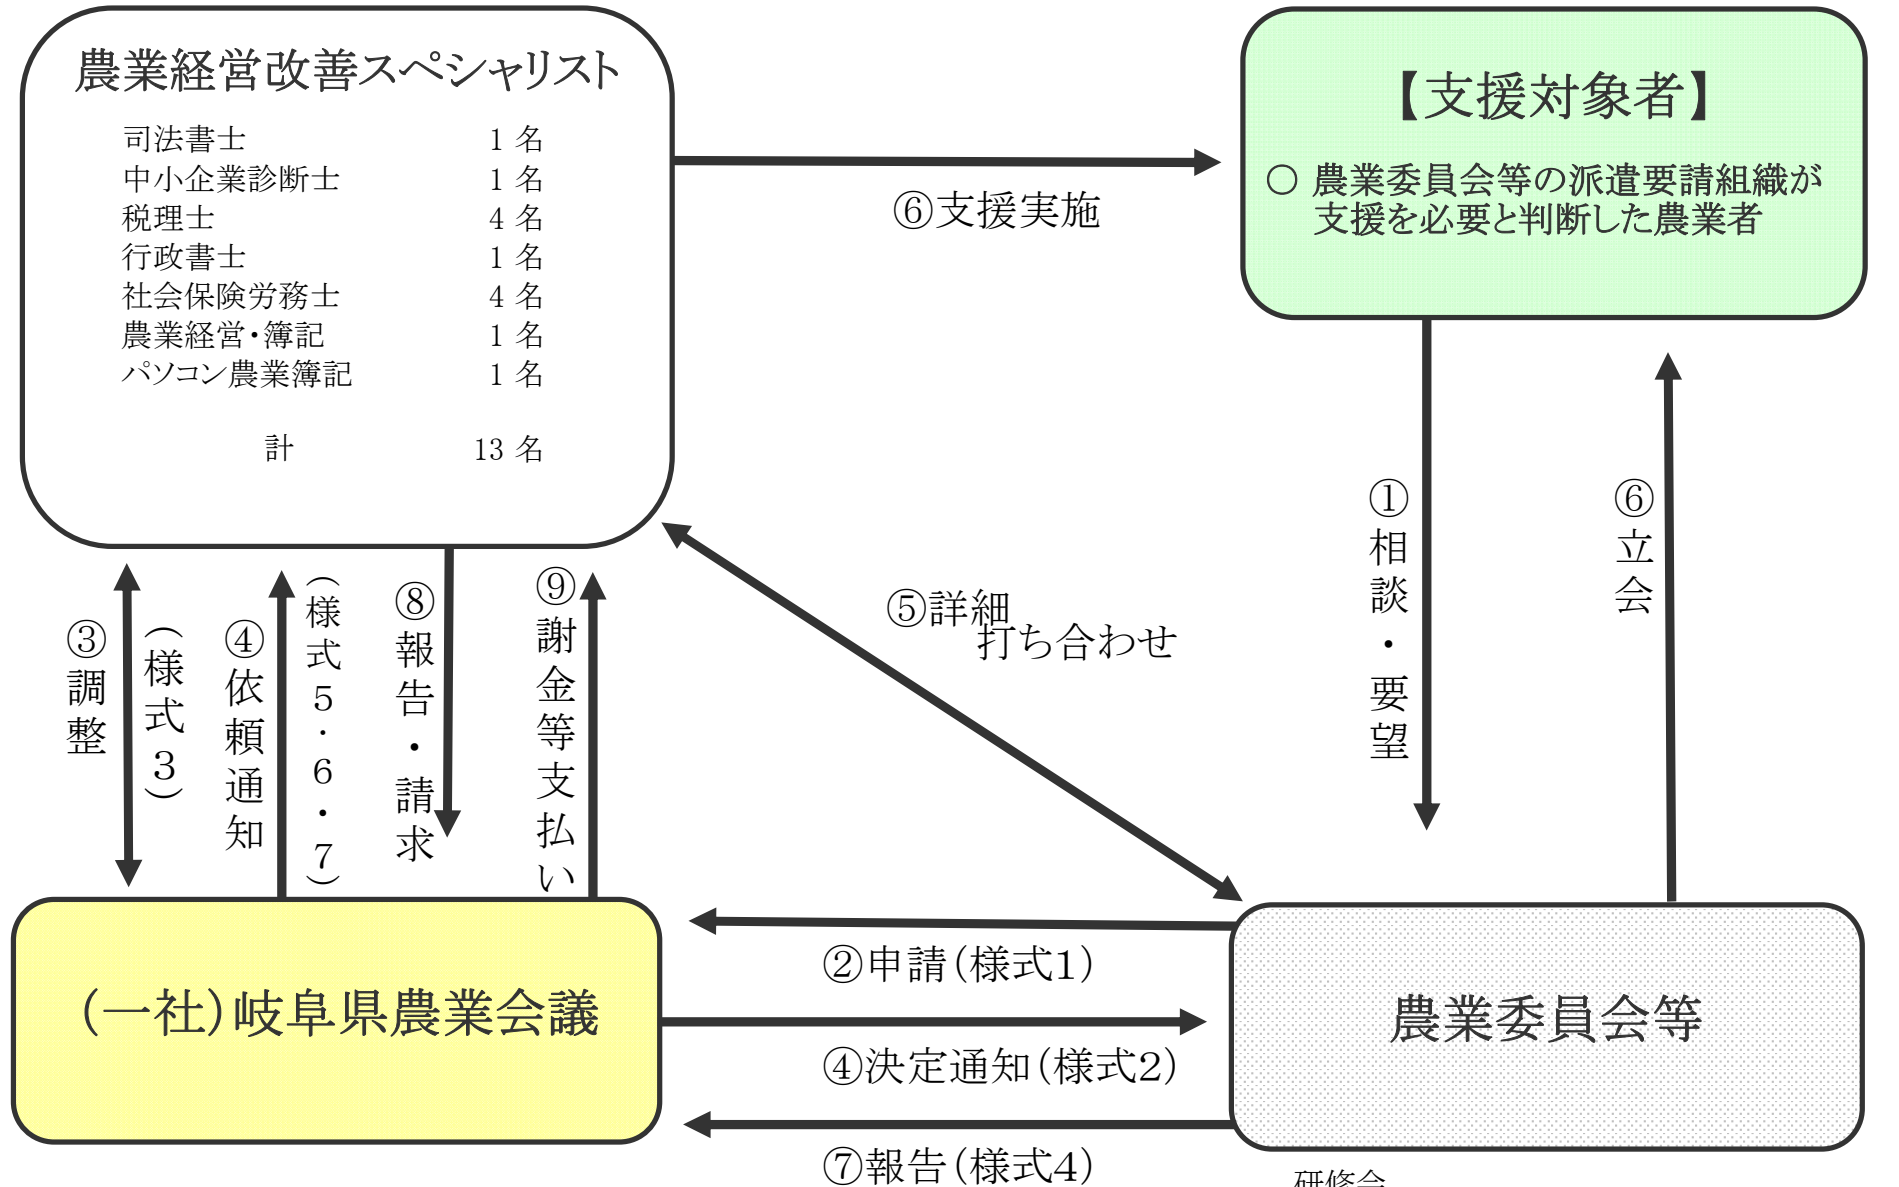 農業経営改善スペシャリスト
司法書士 1 名
中小企業診断士 1 名
税理士 4 名
行政書士 1 名
社会保険労務士 4 名
農業経営・簿記 1 名
パソコン農業簿記 1 名
計 13 名
⑥支援実施
【支援対象者】
○ 農業委員会等の派遣要請組織が
支援を必要と判断した農業者
③調整
（様式３）
④依頼通知
（様式５・６・７）
⑧報告・請求
⑨謝金等支払い
⑤詳細
打ち合わせ
①相談・要望
⑥立会
（一社）岐阜県農業会議
②申請（様式1）
④決定通知（様式2）
⑦報告（様式4）
農業委員会等
研修会